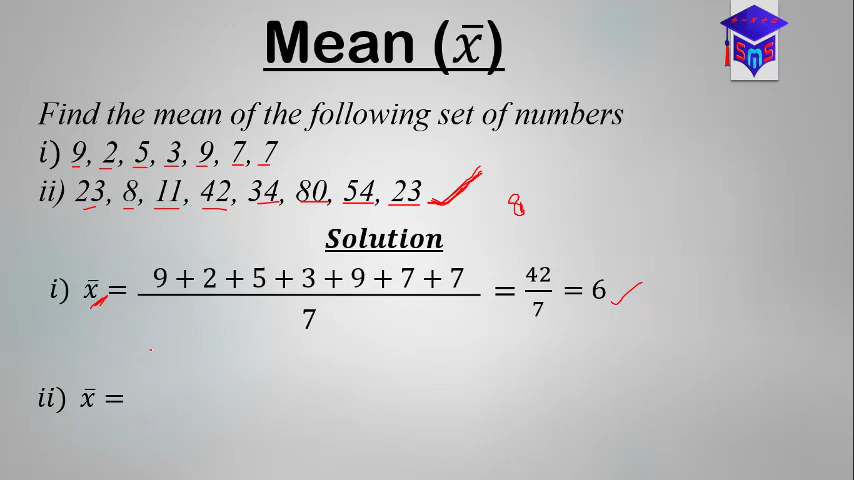 Mean (x̄)
+ - × ÷
SMS
Find the mean of the following set of numbers
i) 9, 2, 5, 3, 9, 7, 7
ii) 23, 8, 11, 42, 34, 80, 54, 23
8
Solution
i) x̄ = (9 + 2 + 5 + 3 + 9 + 7 + 7)/7 = 42/7 = 6
ii) x̄ =